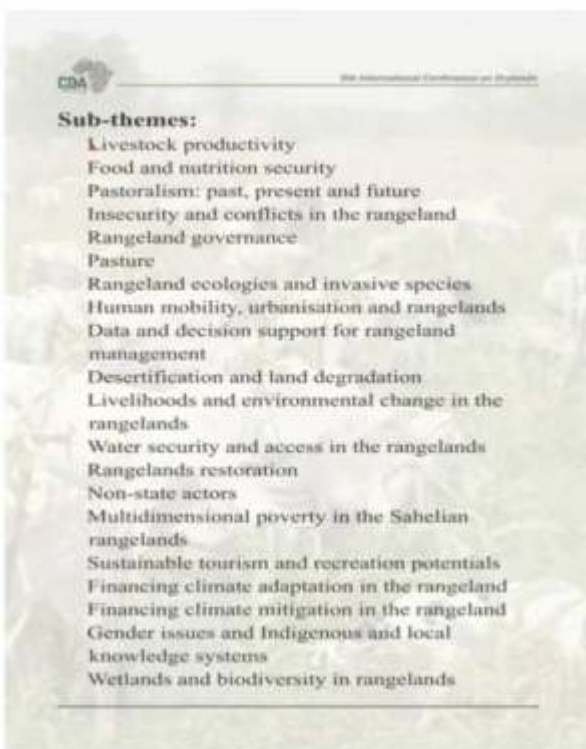 CDA
International Conference on Drylands
Sub-themes:
Livestock productivity
Food and nutrition security
Pastoralism: past, present and future
Insecurity and conflicts in the rangeland
Rangeland governance
Pasture
Rangeland ecologies and invasive species
Human mobility, urbanisation and rangelands
Data and decision support for rangeland
management
Desertification and land degradation
Livelihoods and environmental change in the
rangelands
Water security and access in the rangelands
Rangelands restoration
Non-state actors
Multidimensional poverty in the Sahelian
rangelands
Sustainable tourism and recreation potentials
Financing climate adaptation in the rangeland
Financing climate mitigation in the rangeland
Gender issues and Indigenous and local
knowledge systems
Wetlands and biodiversity in rangelands